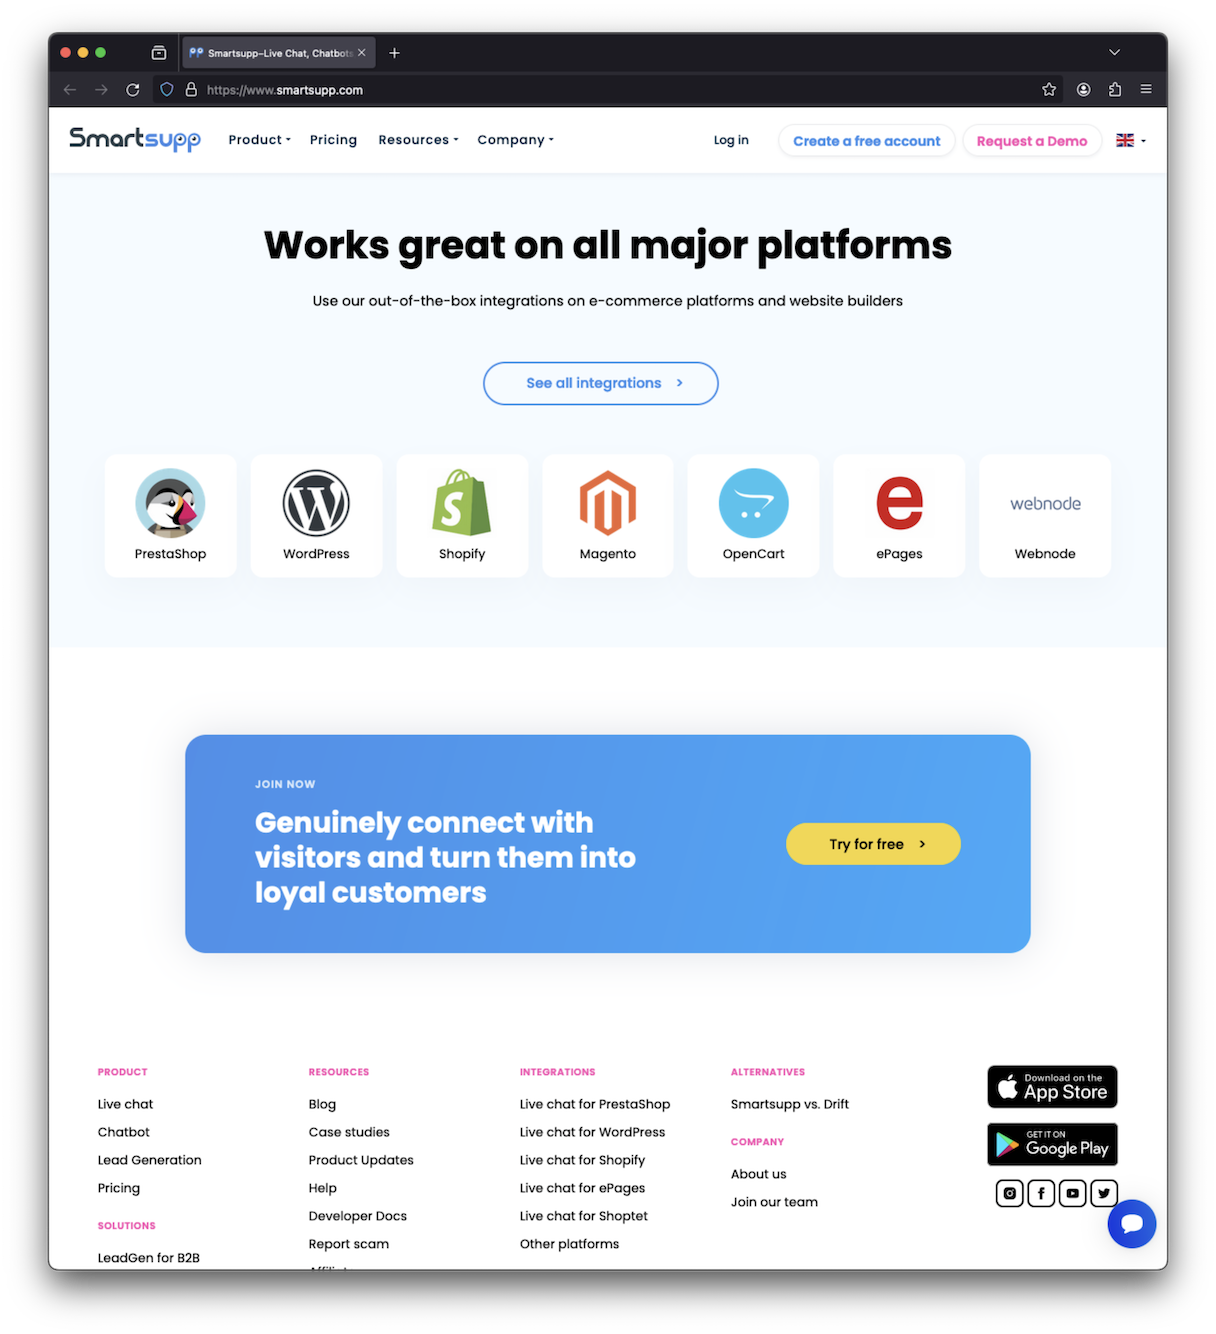 Smartsupp–Live Chat, Chatbots
https://www.smartsupp.com
Smartsupp
Product
Pricing
Resources
Company
Log in
Create a free account
Request a Demo
Works great on all major platforms
Use our out-of-the-box integrations on e-commerce platforms and website builders
See all integrations
webnode
PrestaShop
WordPress
Shopify
Magento
OpenCart
ePages
Webnode
JOIN NOW
Genuinely connect with
visitors and turn them into
loyal customers
Try for free
PRODUCT
Live chat
Chatbot
Lead Generation
Pricing
SOLUTIONS
LeadGen for B2B
RESOURCES
Blog
Case studies
Product Updates
Help
Developer Docs
Report scam
INTEGRATIONS
Live chat for PrestaShop
Live chat for WordPress
Live chat for Shopify
Live chat for ePages
Live chat for Shoptet
Other platforms
ALTERNATIVES
Smartsupp vs. Drift
COMPANY
About us
Join our team
Download on the
App Store
GET IT ON
Google Play